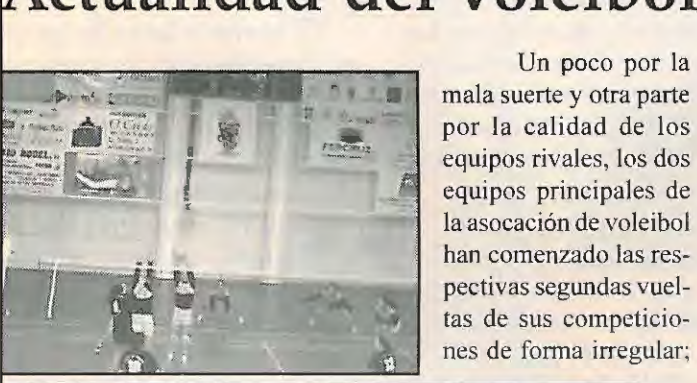 Actualidad del voleibol
Un poco por la
mala suerte y otra parte
por la calidad de los
equipos rivales, los dos
equipos principales de
la asocación de voleibol
han comenzado las res-
pectivas segundas vuel-
tas de sus competicio-
nes de forma irregular;